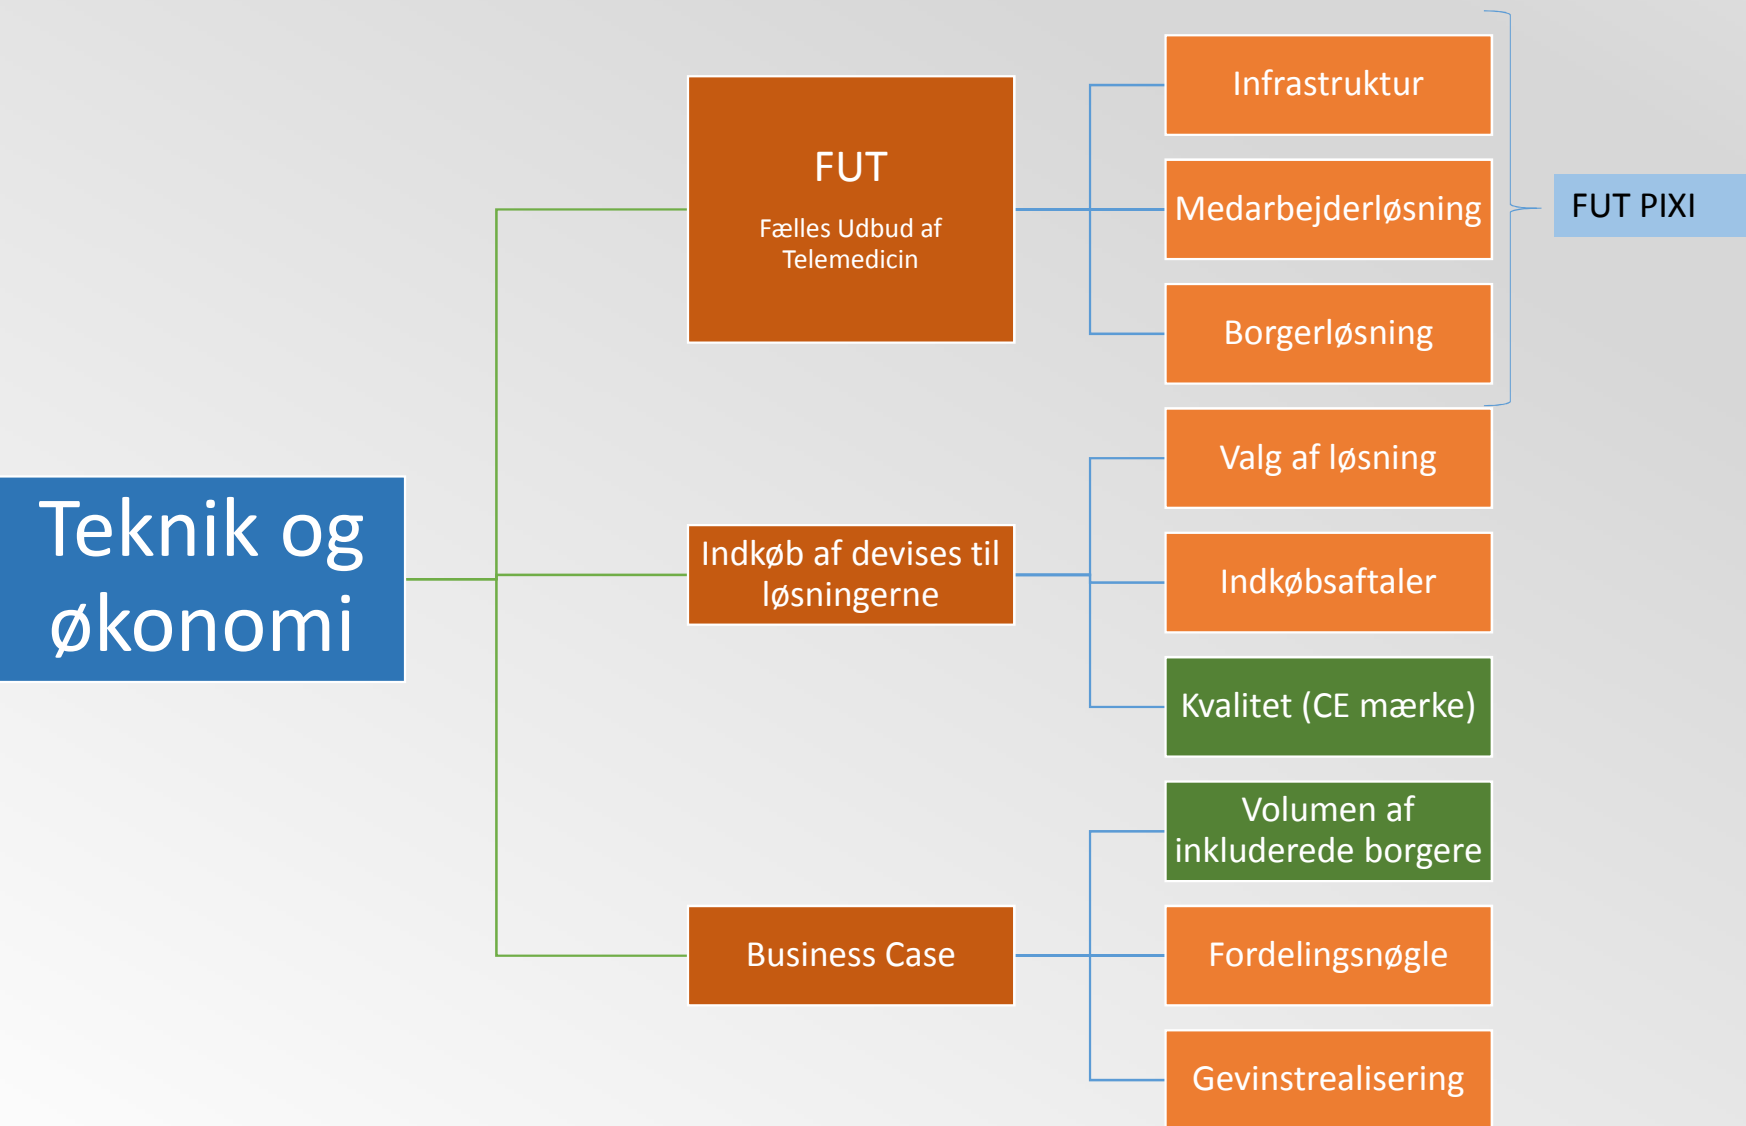 Teknik og
økonomi
FUT
Fælles Udbud af
Telemedicin
Infrastruktur
Medarbejderløsning
Borgerløsning
FUT PIXI
Indkøb af devises til
løsningerne
Valg af løsning
Indkøbsaftaler
Kvalitet (CE mærke)
Business Case
Volumen af
inkluderede borgere
Fordelingsnøgle
Gevinstrealisering